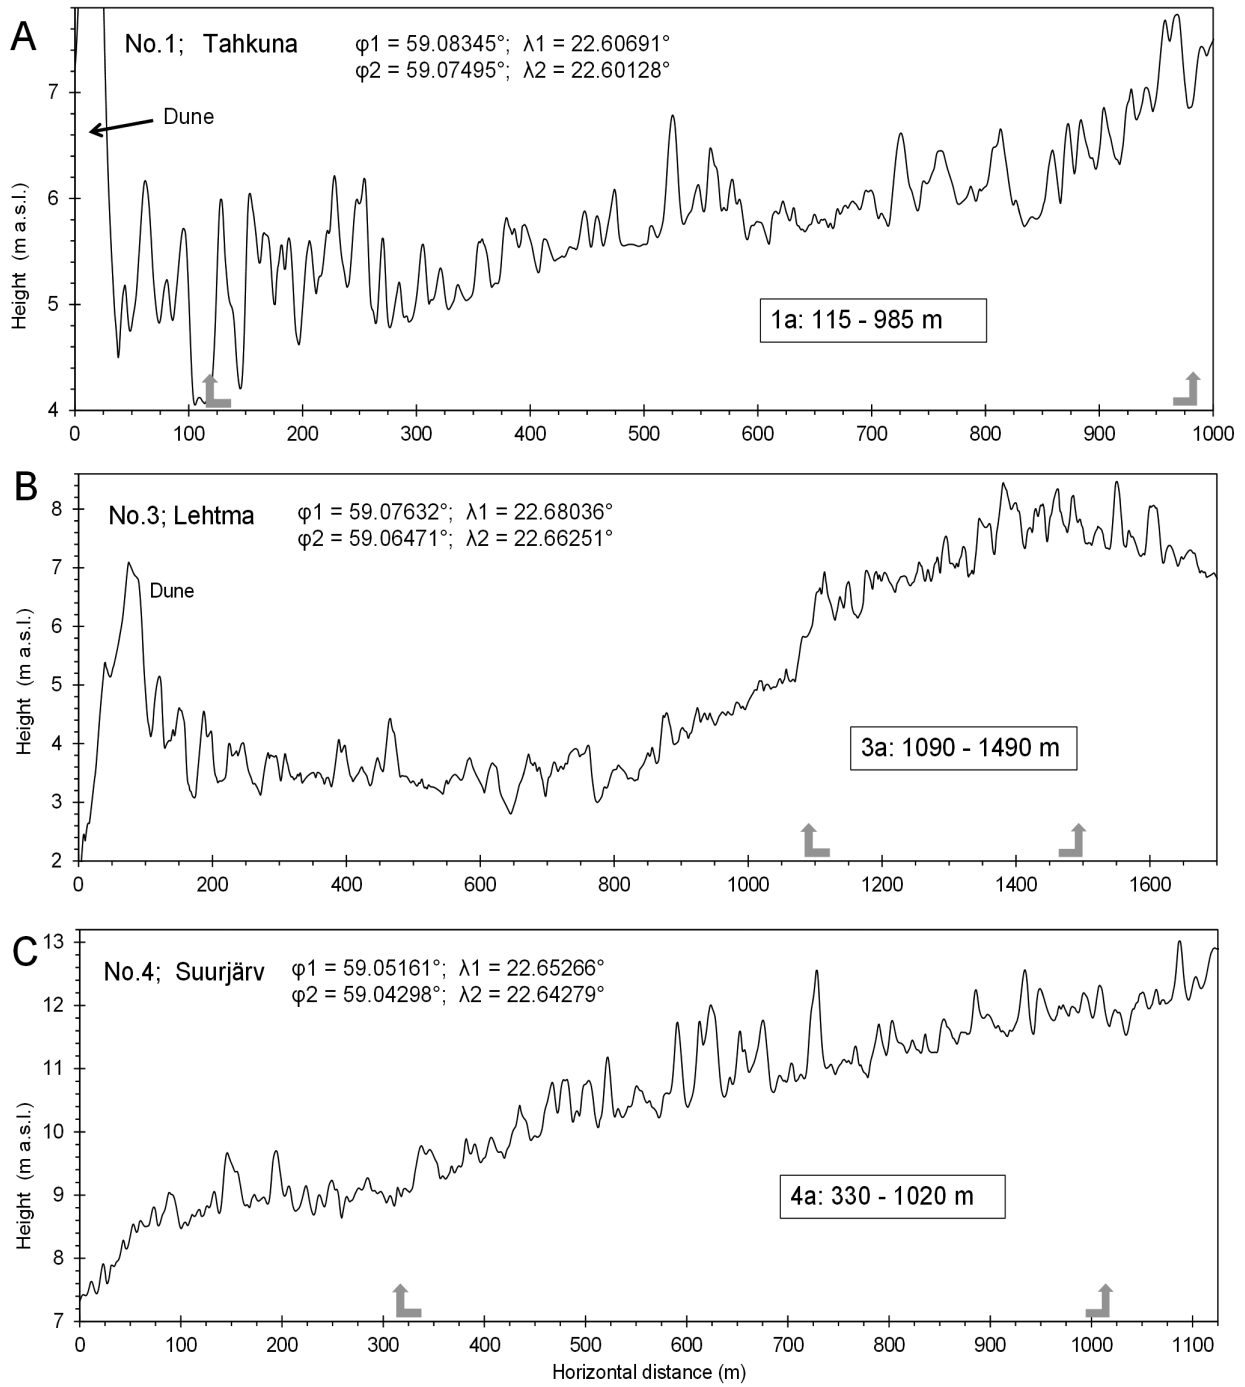 A
No.1; Tahkuna
φ1 = 59.08345°; λ1 = 22.60691°
φ2 = 59.07495°; λ2 = 22.60128°
Dune
1a: 115 - 985 m
Height (m a.s.l.)
7
6
5
4
0 100 200 300 400 500 600 700 800 900 1000
B
No.3; Lehtma
φ1 = 59.07632°; λ1 = 22.68036°
φ2 = 59.06471°; λ2 = 22.66251°
Dune
3a: 1090 - 1490 m
Height (m a.s.l.)
8
7
6
5
4
3
2
0 200 400 600 800 1000 1200 1400 1600
C
No.4; Suurjärv
φ1 = 59.05161°; λ1 = 22.65266°
φ2 = 59.04298°; λ2 = 22.64279°
4a: 330 - 1020 m
Height (m a.s.l.)
13
12
11
10
9
8
7
0 100 200 300 400 500 600 700 800 900 1000 1100
Horizontal distance (m)